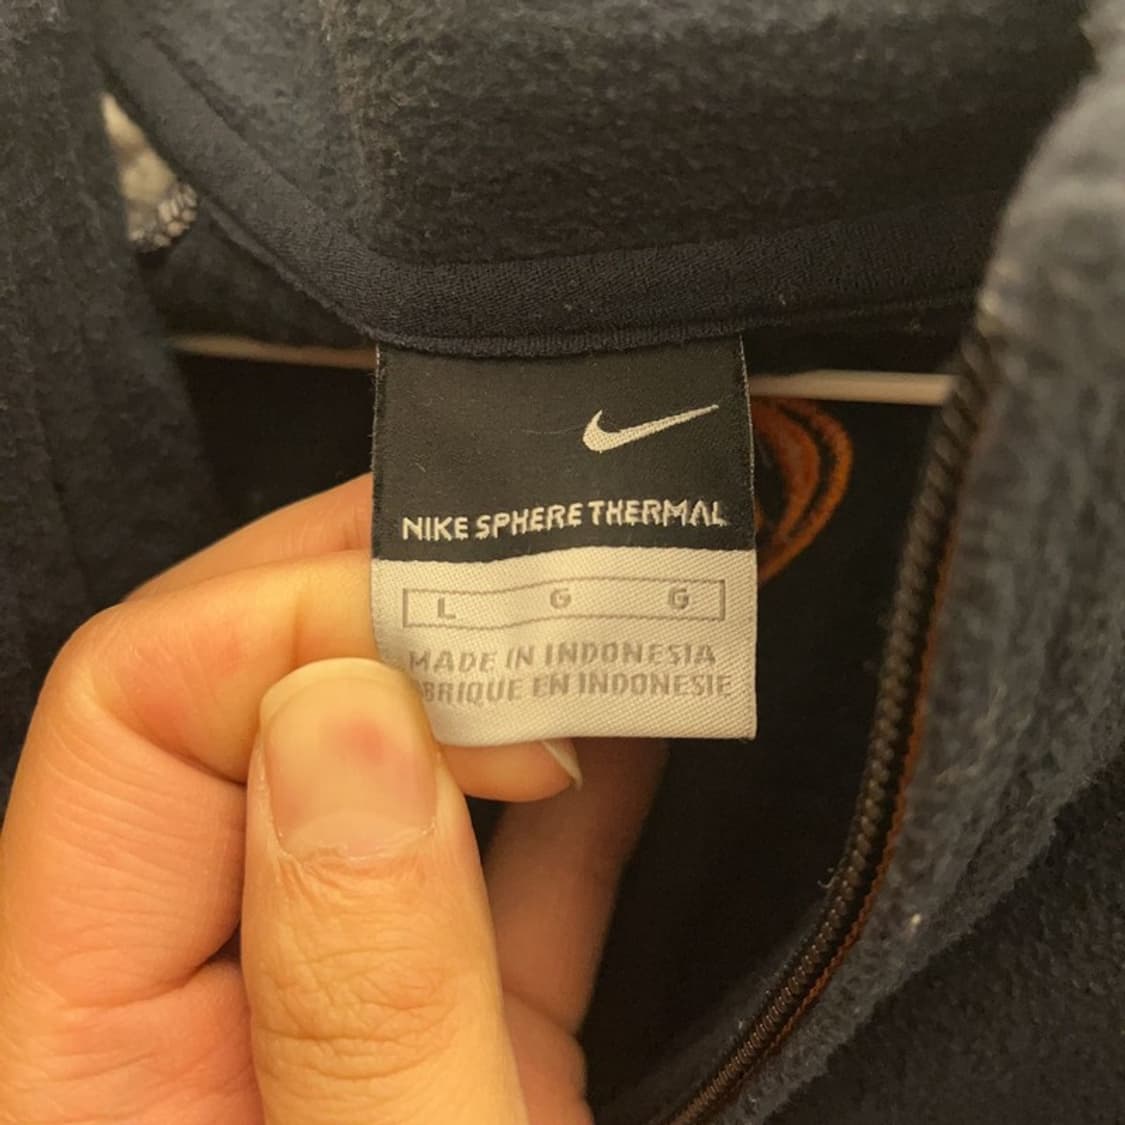 NIKE SPHERE THERMAL
L G G
MADE IN INDONESIA
BRIQUE EN INDONESIE